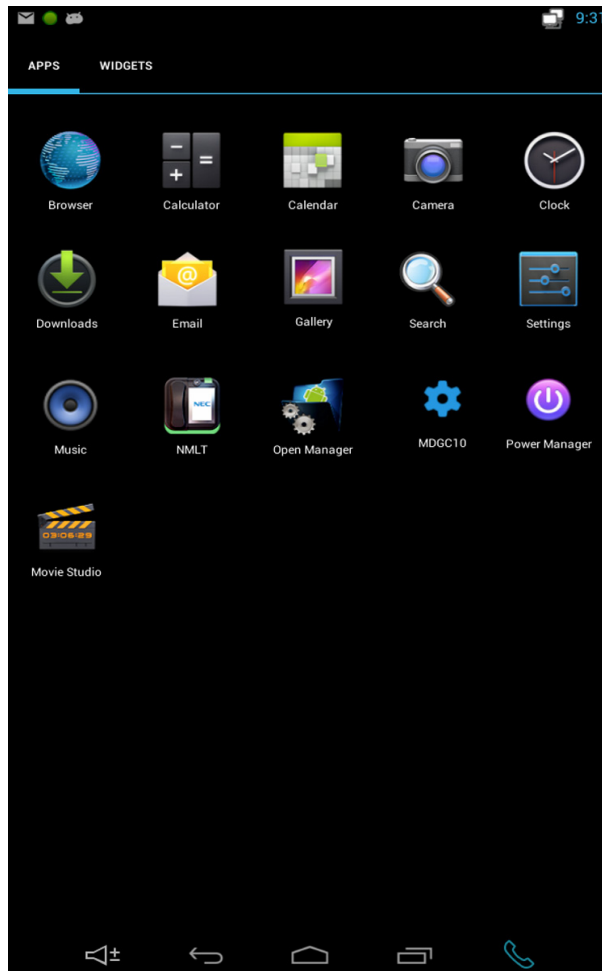 9:31
APPS WIDGETS
Browser Calculator Calendar Camera Clock
@
Downloads Email Gallery Search Settings
NEC
Music NMLT Open Manager MDGC10 Power Manager
03:06:29
Movie Studio